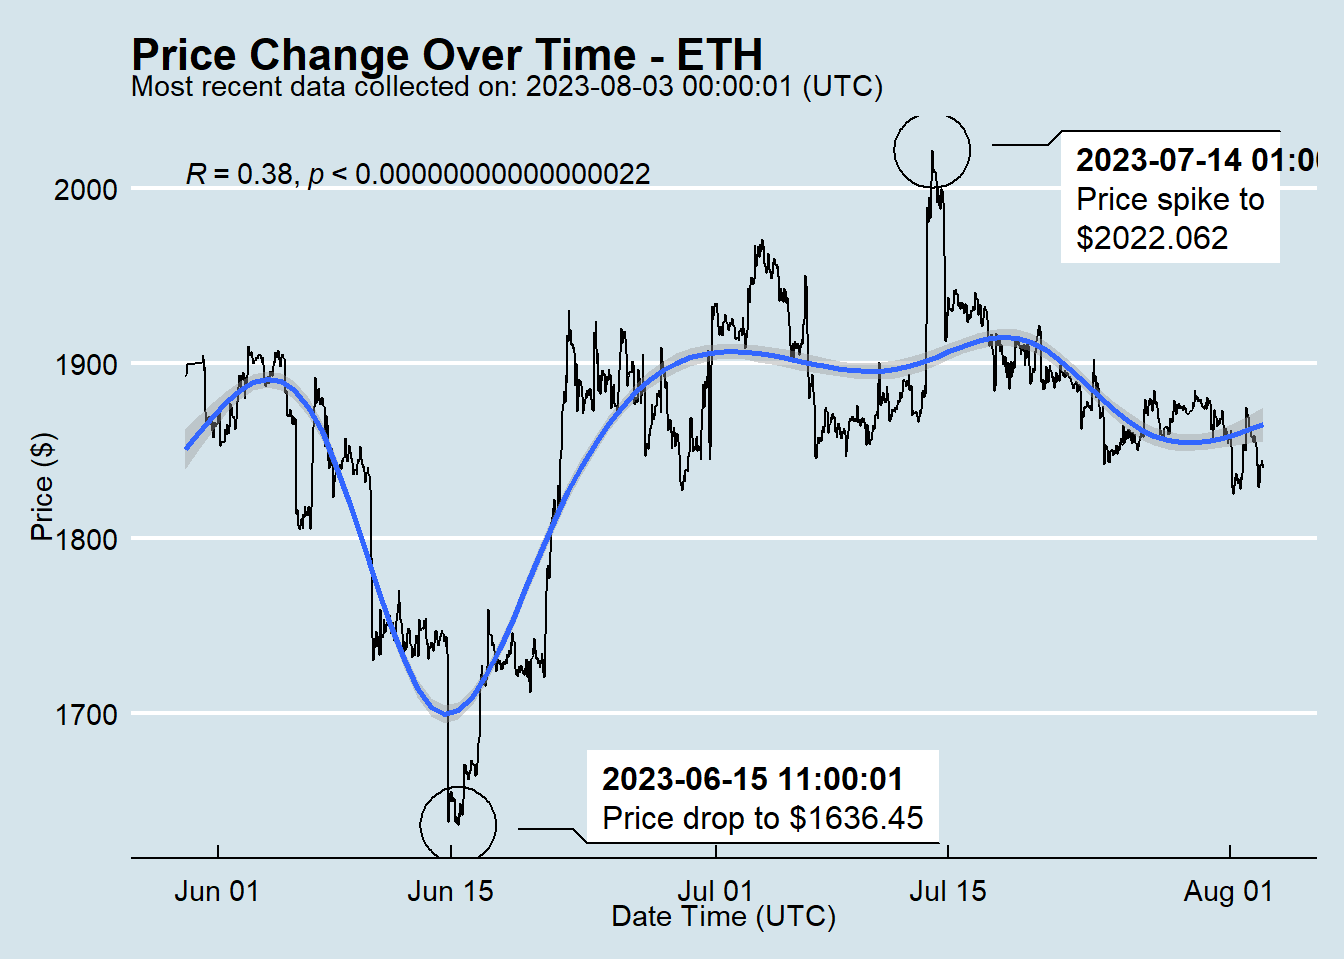 Price Change Over Time - ETH
Most recent data collected on: 2023-08-03 00:00:01 (UTC)
R = 0.38, p < 0.00000000000000022
2023-07-14 01:00
Price spike to
$2022.062
2000
1900
1800
1700
Price ($)
2023-06-15 11:00:01
Price drop to $1636.45
Jun 01
Jun 15
Jul 01
Jul 15
Aug 01
Date Time (UTC)